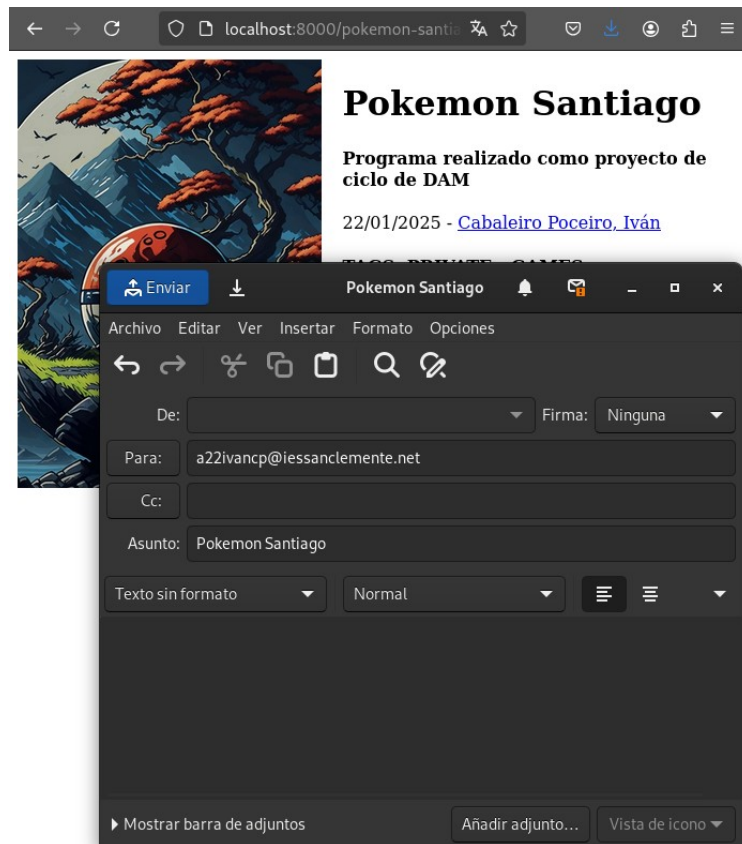 localhost:8000/pokemon-santia
Pokemon Santiago
Programa realizado como proyecto de
ciclo de DAM
22/01/2025 - Cabaleiro Poceiro, Iván
Enviar
Pokemon Santiago
Archivo Editar Ver Insertar Formato Opciones
De:
Firma: Ninguna
Para: a22ivancp@iessanclemente.net
Cc:
Asunto: Pokemon Santiago
Texto sin formato
Normal
Mostrar barra de adjuntos
Añadir adjunto...
Vista de icono